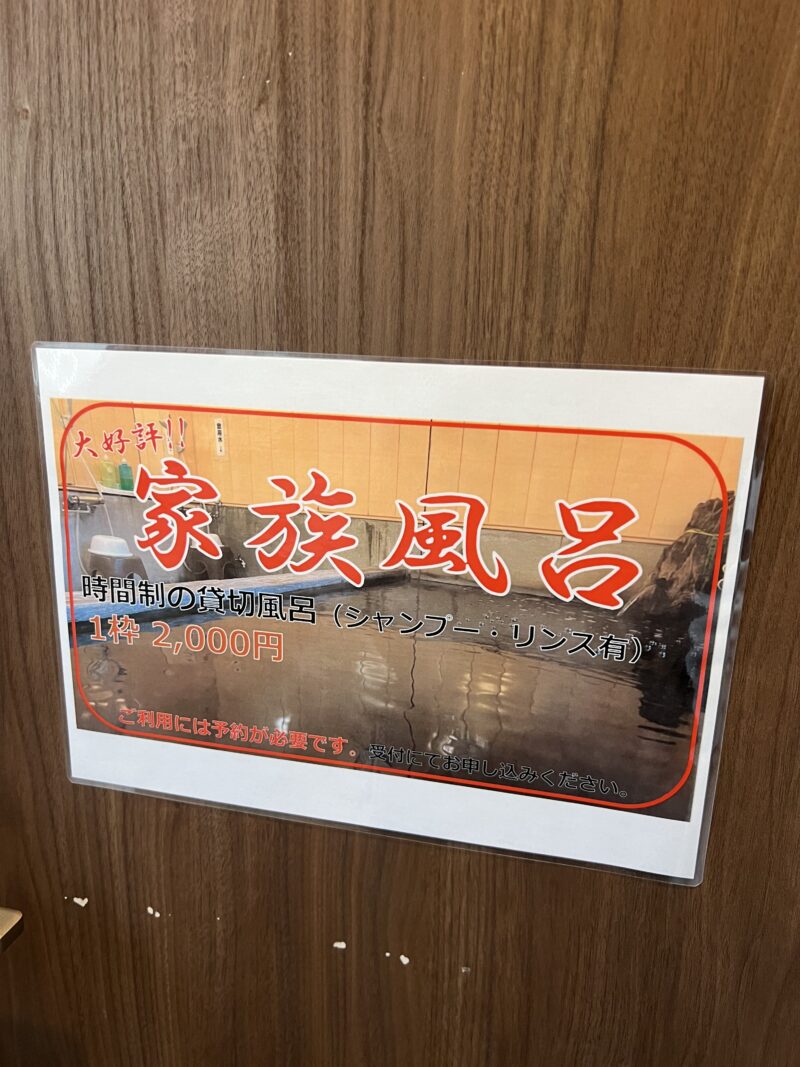 大好評!!
家族風呂
時間制の貸切風呂（シャンプー・リンス有）
1枠 2,000円
ご利用には予約が必要です。受付にてお申し込みください。